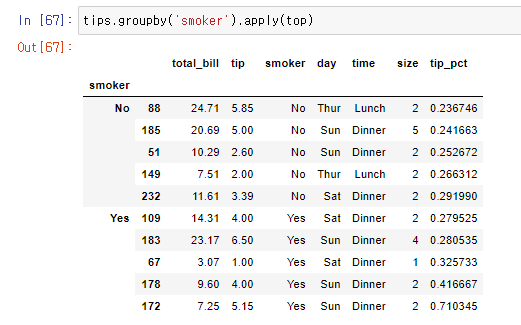 In [67]: tips.groupby('smoker').apply(top)
Out[67]:
total_bill tip smoker day time size tip_pct
smoker
No 88 24.71 5.85 No Thur Lunch 2 0.236746
185 20.69 5.00 No Sun Dinner 5 0.241663
51 10.29 2.60 No Sun Dinner 2 0.252672
149 7.51 2.00 No Thur Lunch 2 0.266312
232 11.61 3.39 No Sat Dinner 2 0.291990
Yes 109 14.31 4.00 Yes Sat Dinner 2 0.279525
183 23.17 6.50 Yes Sun Dinner 4 0.280535
67 3.07 1.00 Yes Sat Dinner 1 0.325733
178 9.60 4.00 Yes Sun Dinner 2 0.416667
172 7.25 5.15 Yes Sun Dinner 2 0.710345